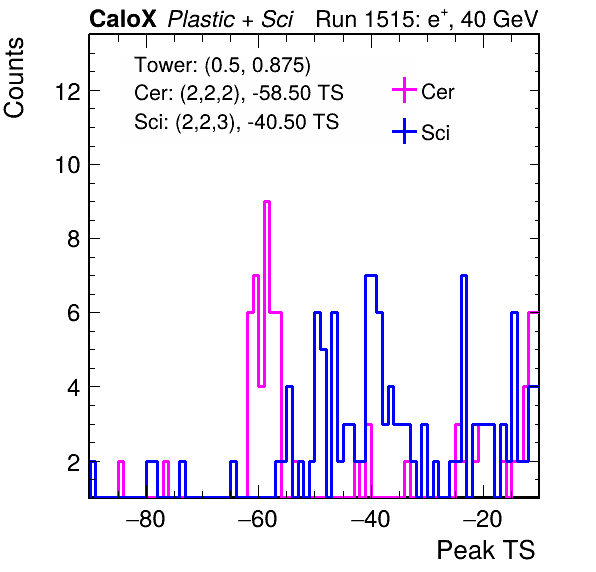 CaloX Plastic + Sci Run 1515: e⁺, 40 GeV
Counts
Tower: (0.5, 0.875)
Cer: (2,2,2), -58.50 TS
Sci: (2,2,3), -40.50 TS
Cer
Sci
12
10
8
6
4
2
−80 −60 −40 −20
Peak TS